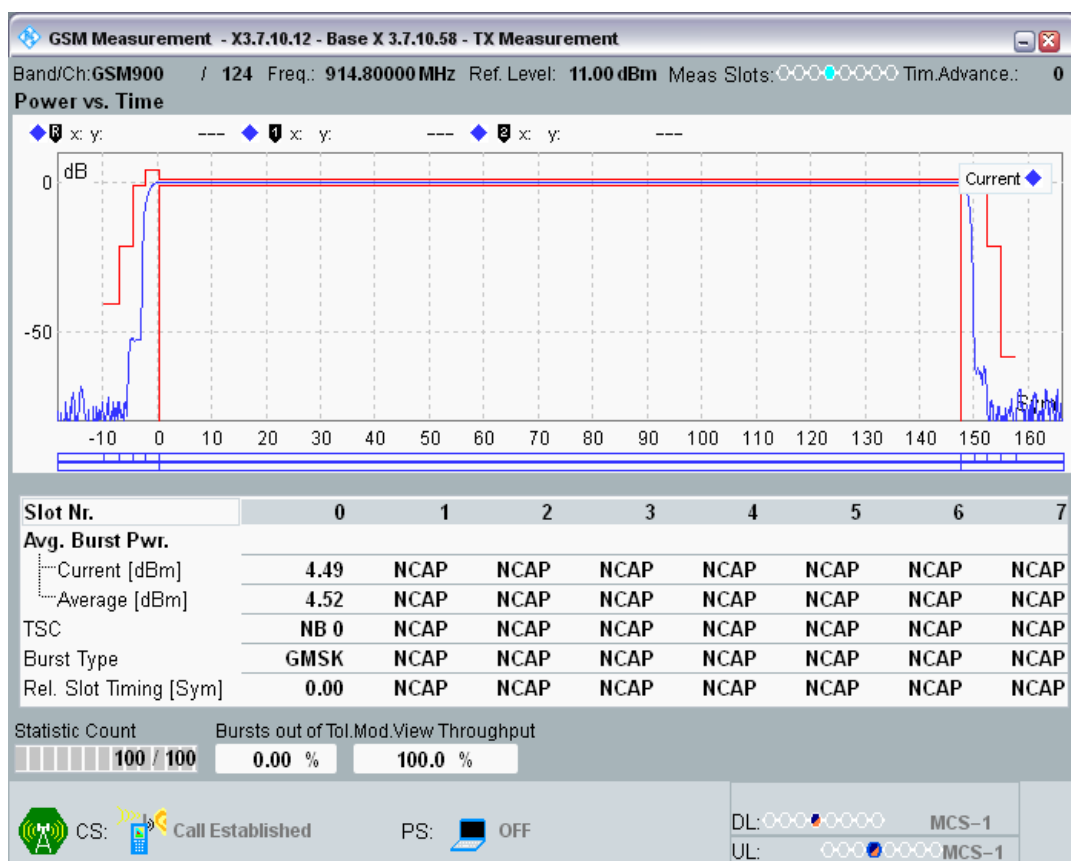 GSM Measurement - X3.7.10.12 - Base X 3.7.10.58 - TX Measurement
Band/Ch:GSM900 / 124 Freq.: 914.80000 MHz Ref. Level: 11.00 dBm Meas Slots: Tim.Advance.: 0
Power vs. Time
R x: y: --- 1 x: y: --- 2 x: y: ---
dB
Current
0
-50
Sym
-10 0 10 20 30 40 50 60 70 80 90 100 110 120 130 140 150 160
Slot Nr. 0 1 2 3 4 5 6 7
Avg. Burst Pwr.
Current [dBm] 4.49 NCAP NCAP NCAP NCAP NCAP NCAP NCAP
Average [dBm] 4.52 NCAP NCAP NCAP NCAP NCAP NCAP NCAP
TSC NB 0 NCAP NCAP NCAP NCAP NCAP NCAP NCAP
Burst Type GMSK NCAP NCAP NCAP NCAP NCAP NCAP NCAP
Rel. Slot Timing [Sym] 0.00 NCAP NCAP NCAP NCAP NCAP NCAP NCAP
Statistic Count Bursts out of Tol.Mod.View Throughput
100 / 100 0.00 % 100.0 %
CS: Call Established PS: OFF
DL: MCS-1
UL: MCS-1